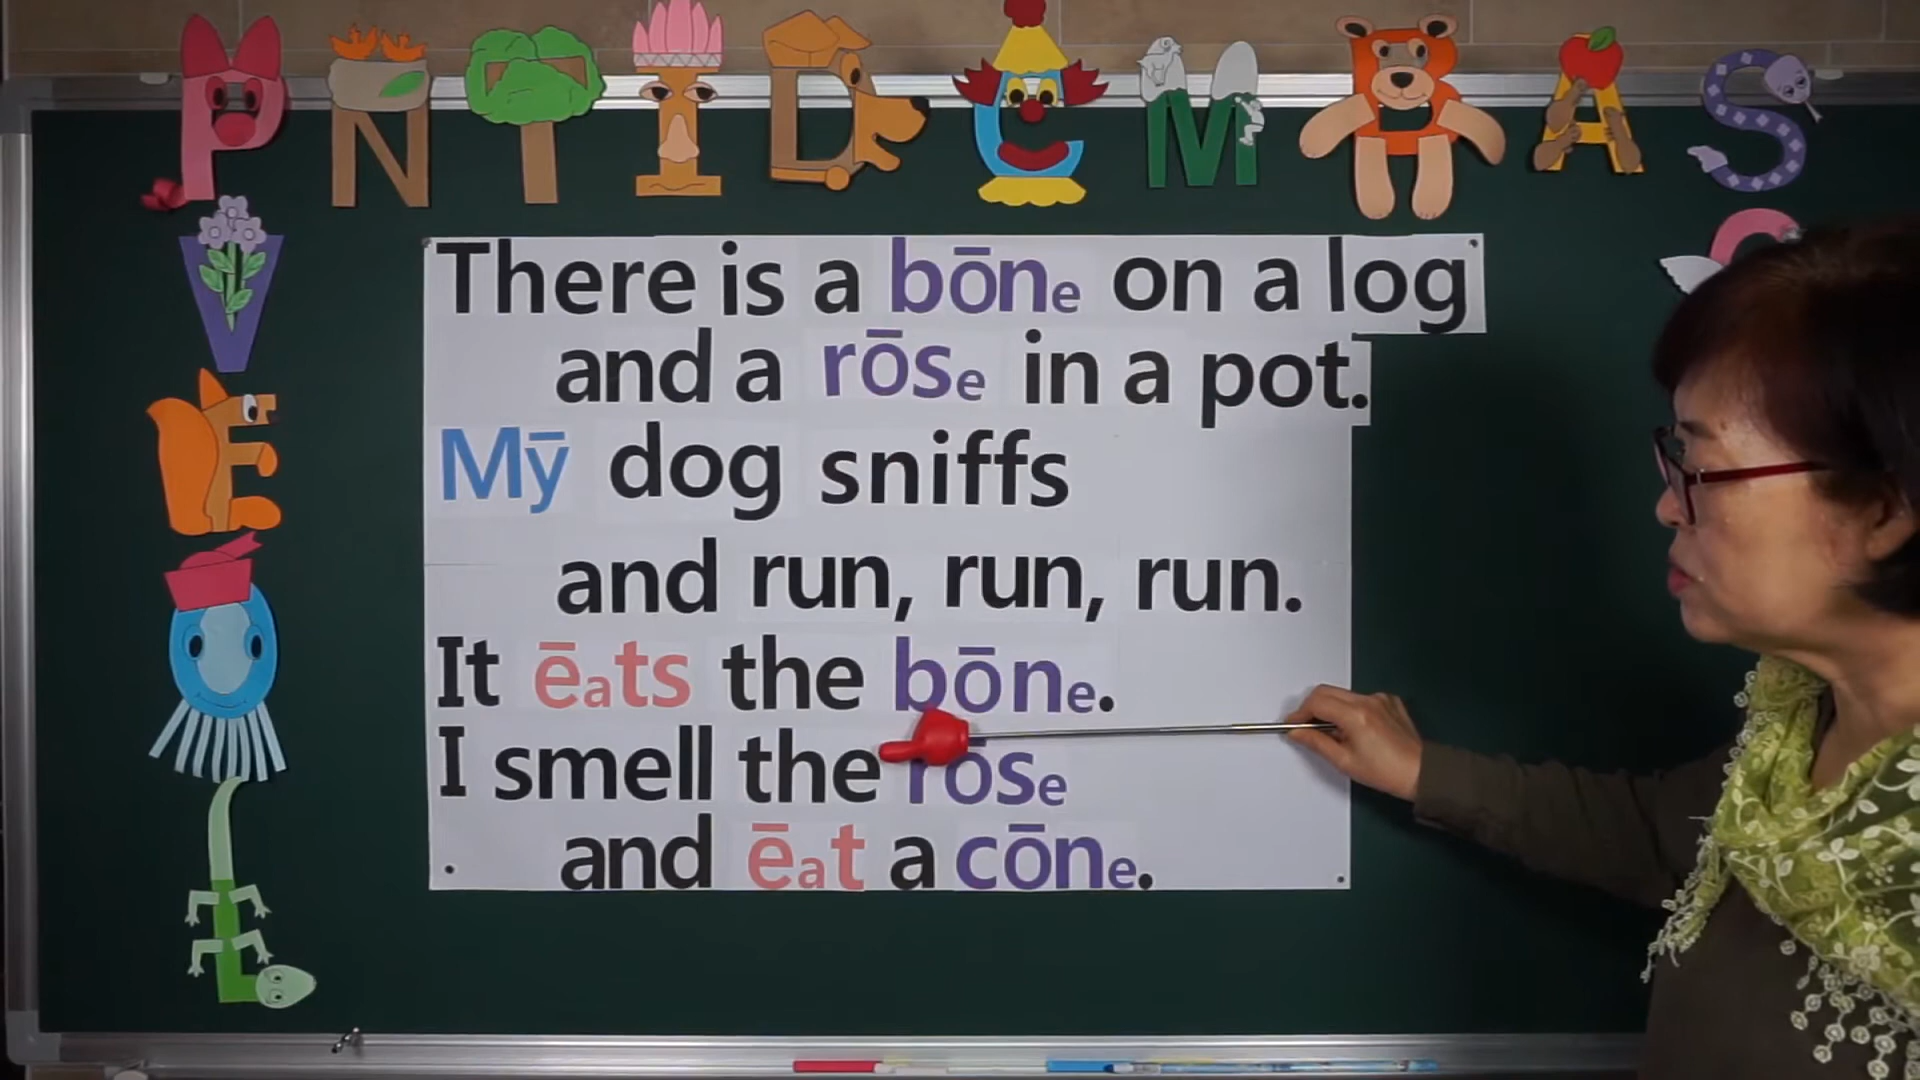 P N T I D C M B A S
V
E
O
L
There is a bōne on a log
and a rōse in a pot.
Mȳ dog sniffs
and run, run, run.
It ēats the bōne.
I smell the rōse
and ēat a cōne.